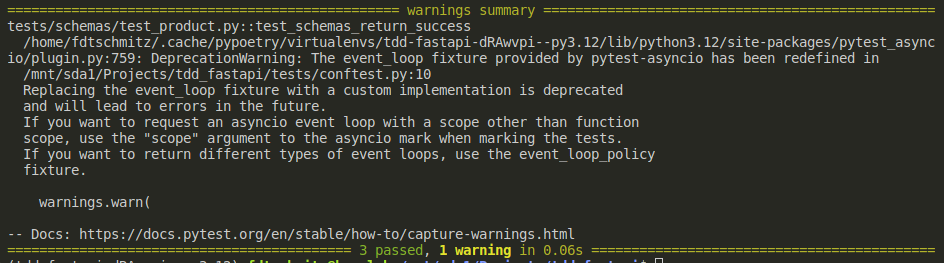 ================================================ warnings summary ================================================
tests/schemas/test_product.py::test_schemas_return_success
  /home/fdtschmitz/.cache/pypoetry/virtualenvs/tdd-fastapi-dRAwvpi--py3.12/lib/python3.12/site-packages/pytest_async
io/plugin.py:759: DeprecationWarning: The event_loop fixture provided by pytest-asyncio has been redefined in
  /mnt/sda1/Projects/tdd_fastapi/tests/conftest.py:10
  Replacing the event_loop fixture with a custom implementation is deprecated
  and will lead to errors in the future.
  If you want to request an asyncio event loop with a scope other than function
  scope, use the "scope" argument to the asyncio mark when marking the tests.
  If you want to return different types of event loops, use the event_loop_policy
  fixture.
    warnings.warn(
-- Docs: https://docs.pytest.org/en/stable/how-to/capture-warnings.html
========================================== 3 passed, 1 warning in 0.06s ==========================================